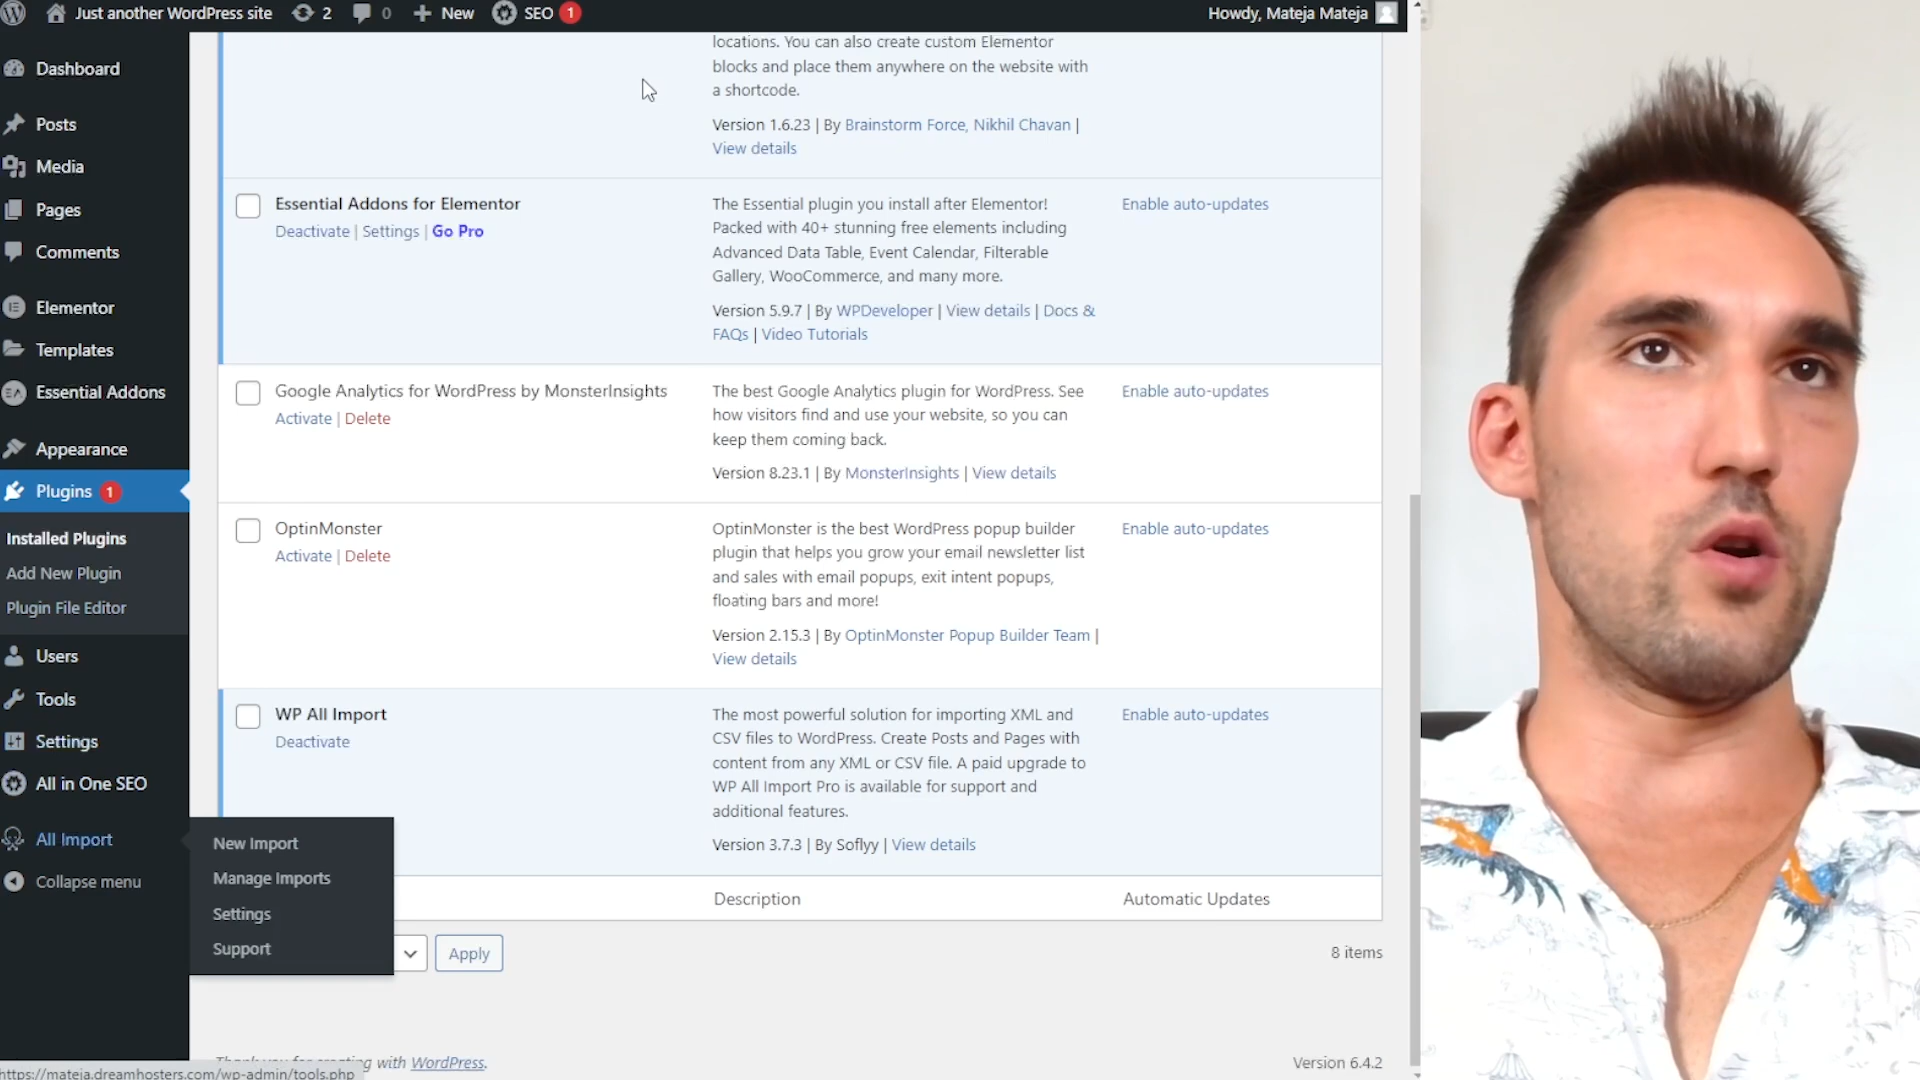 Just another WordPress site 2 0 New SEO 1 Howdy, Mateja Mateja
Dashboard
Posts
Media
Pages
Comments
Elementor
Templates
Essential Addons
Appearance
Plugins 1
Installed Plugins
Add New Plugin
Plugin File Editor
Users
Tools
Settings
All in One SEO
All Import
Collapse menu
New Import
Manage Imports
Settings
Support
locations. You can also create custom Elementor
blocks and place them anywhere on the website with
a shortcode.
Version 1.6.23 | By Brainstorm Force, Nikhil Chavan |
View details
Essential Addons for Elementor
Deactivate | Settings | Go Pro
The Essential plugin you install after Elementor!
Packed with 40+ stunning free elements including
Advanced Data Table, Event Calendar, Filterable
Gallery, WooCommerce, and many more.
Version 5.9.7 | By WPDeveloper | View details | Docs &
FAQs | Video Tutorials
Enable auto-updates
Google Analytics for WordPress by MonsterInsights
Activate | Delete
The best Google Analytics plugin for WordPress. See
how visitors find and use your website, so you can
keep them coming back.
Version 8.23.1 | By MonsterInsights | View details
Enable auto-updates
OptinMonster
Activate | Delete
OptinMonster is the best WordPress popup builder
plugin that helps you grow your email newsletter list
and sales with email popups, exit intent popups,
floating bars and more!
Version 2.15.3 | By OptinMonster Popup Builder Team |
View details
Enable auto-updates
WP All Import
Deactivate
The most powerful solution for importing XML and
CSV files to WordPress. Create Posts and Pages with
content from any XML or CSV file. A paid upgrade to
WP All Import Pro is available for support and
additional features.
Version 3.7.3 | By Soflyy | View details
Enable auto-updates
Description Automatic Updates
Apply 8 items
Thank you for creating with WordPress. Version 6.4.2
https://mateja.dreamhosters.com/wp-admin/tools.php